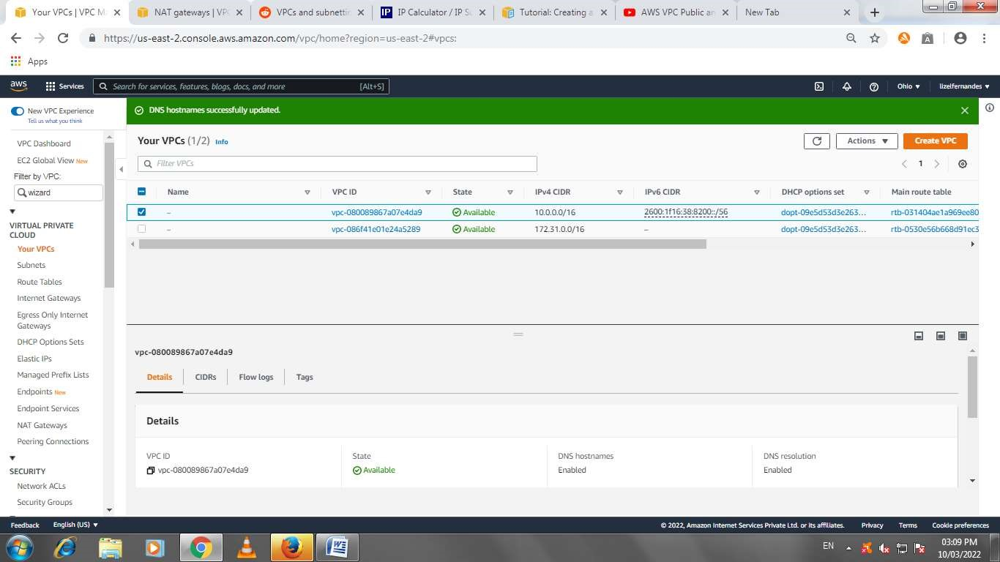 Your VPCs | VPC M
NAT gateways | VPC
VPCs and subnettin
IP
IP Calculator / IP Su
Tutorial: Creating a
AWS VPC Public an
New Tab
https://us-east-2.console.aws.amazon.com/vpc/home?region=us-east-2#vpcs:
Apps
aws
Services
Search for services, features, blogs, docs, and more
[Alt+S]
Ohio
lizelfernandes
New VPC Experience
Tell us what you think
DNS hostnames successfully updated.
VPC Dashboard
EC2 Global View New
Filter by VPC:
wizard
VIRTUAL PRIVATE
CLOUD
Your VPCs
Subnets
Route Tables
Internet Gateways
Egress Only Internet
Gateways
DHCP Options Sets
Elastic IPs
Managed Prefix Lists
Endpoints New
Endpoint Services
NAT Gateways
Peering Connections
SECURITY
Network ACLs
Security Groups
Your VPCs (1/2) Info
Actions
Create VPC
Filter VPCs
1
Name VPC ID State IPv4 CIDR IPv6 CIDR DHCP options set Main route table
– vpc-080089867a07e4da9 Available 10.0.0.0/16 2600:1f16:38:8200::/56 dopt-09e5d53d3e263... rtb-031404ae1a969ee80
– vpc-086f41e01e24a5289 Available 172.31.0.0/16 – dopt-09e5d53d3e263... rtb-0530e56b668d91ec3
vpc-080089867a07e4da9
Details CIDRs Flow logs Tags
Details
VPC ID State DNS hostnames DNS resolution
vpc-080089867a07e4da9 Available Enabled Enabled
Feedback English (US) © 2022, Amazon Internet Services Private Ltd. or its affiliates. Privacy Terms Cookie preferences
EN
03:09 PM
10/03/2022